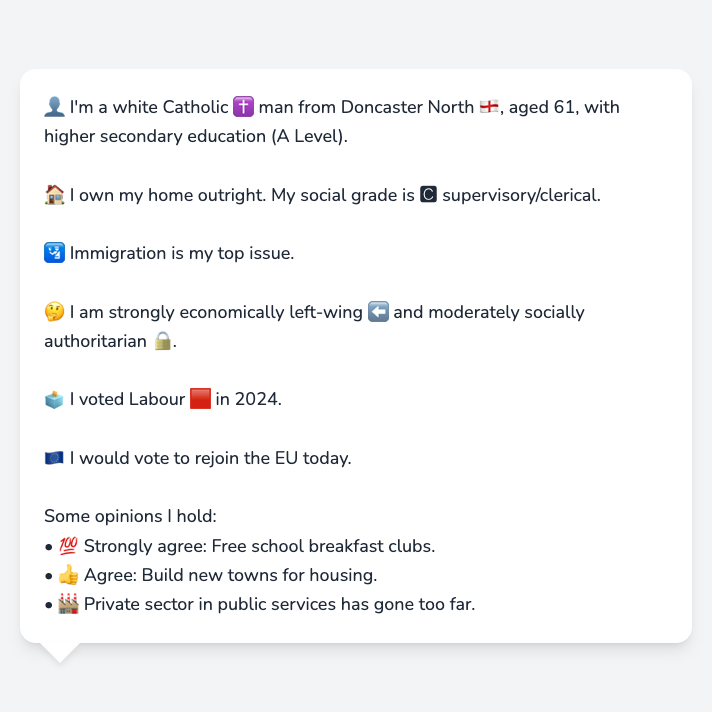 👤 I'm a white Catholic ✝️ man from Doncaster North 🏴󠁧󠁢󠁥󠁮󠁧󠁿, aged 61, with
higher secondary education (A Level).
🏠 I own my home outright. My social grade is 🅲 supervisory/clerical.
🛂 Immigration is my top issue.
🤔 I am strongly economically left-wing ⬅️ and moderately socially
authoritarian 🔒.
🗳️ I voted Labour 🟥 in 2024.
🇪🇺 I would vote to rejoin the EU today.
Some opinions I hold:
• 💯 Strongly agree: Free school breakfast clubs.
• 👍 Agree: Build new towns for housing.
• 🏭 Private sector in public services has gone too far.